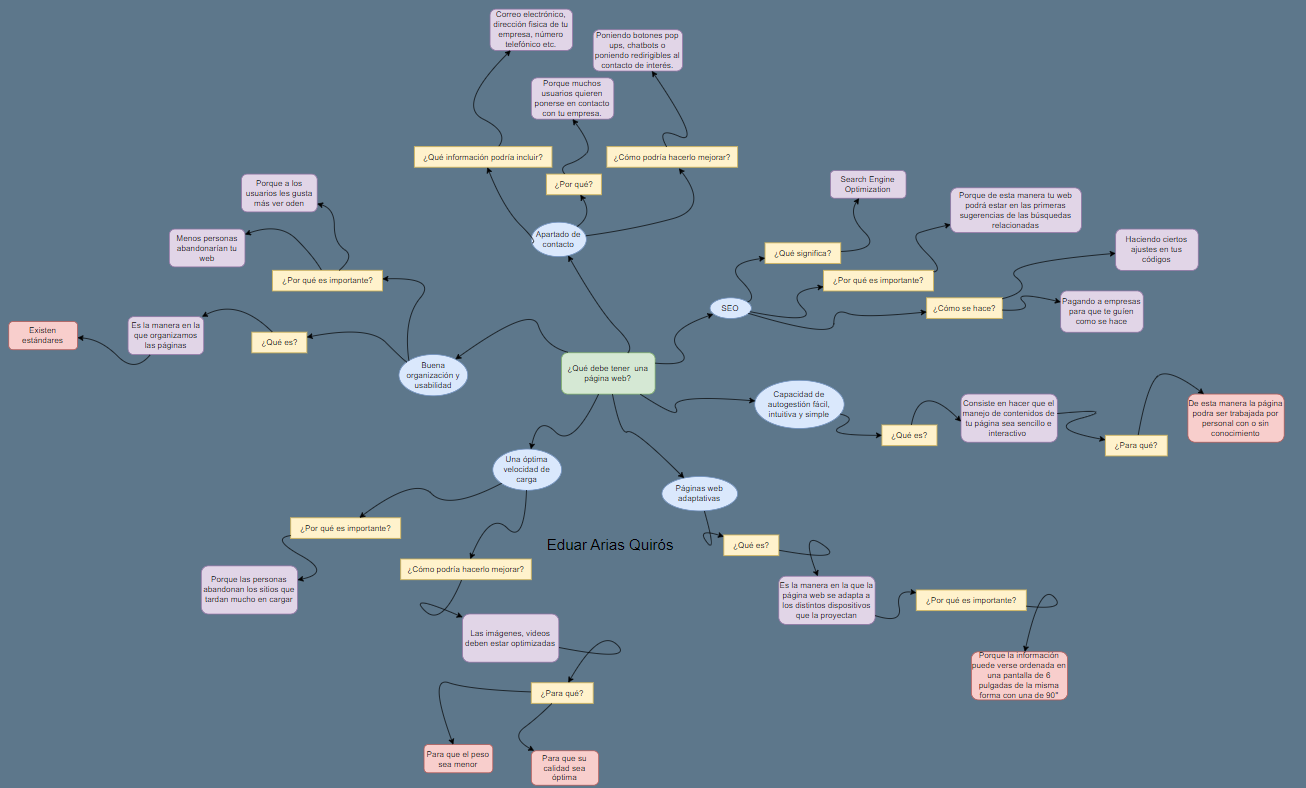 Correo electrónico,
dirección física de tu
empresa, número
telefónico etc.
Poniendo botones pop
ups, chatbots o
poniendo redirigibles al
contacto de interés.
Porque muchos
usuarios quieren
ponerse en contacto
con tu empresa.
¿Qué información podría incluir?
¿Cómo podría hacerlo mejorar?
¿Por qué?
Apartado de
contacto
Porque a los
usuarios les gusta
más ver oden
Menos personas
abandonarían tu
web
¿Por qué es importante?
Existen
estándares
Es la manera en la
que organizamos
las páginas
¿Qué es?
Buena
organización y
usabilidad
¿Qué debe tener una
página web?
Search Engine
Optimization
Porque de esta manera tu web
podrá estar en las primeras
sugerencias de las búsquedas
relacionadas
¿Qué significa?
Haciendo ciertos
ajustes en tus
códigos
¿Por qué es importante?
SEO
¿Cómo se hace?
Pagando a empresas
para que te guíen
como se hace
Capacidad de
autogestión fácil,
intuitiva y simple
¿Qué es?
Consiste en hacer que el
manejo de contenidos de
tu página sea sencillo e
interactivo
¿Para qué?
De esta manera la página
podra ser trabajada por
personal con o sin
conocimiento
Una óptima
velocidad de
carga
Páginas web
adaptativas
¿Por qué es importante?
Eduar Arias Quirós
¿Qué es?
¿Cómo podría hacerlo mejorar?
Porque las personas
abandonan los sitios que
tardan mucho en cargar
Es la manera en la que la
página web se adapta a
los distintos dispositivos
que la proyectan
¿Por qué es importante?
Las imágenes, videos
deben estar optimizadas
Porque la información
puede verse ordenada en
una pantalla de 6
pulgadas de la misma
forma con una de 90"
¿Para qué?
Para que el peso
sea menor
Para que su
calidad sea
óptima